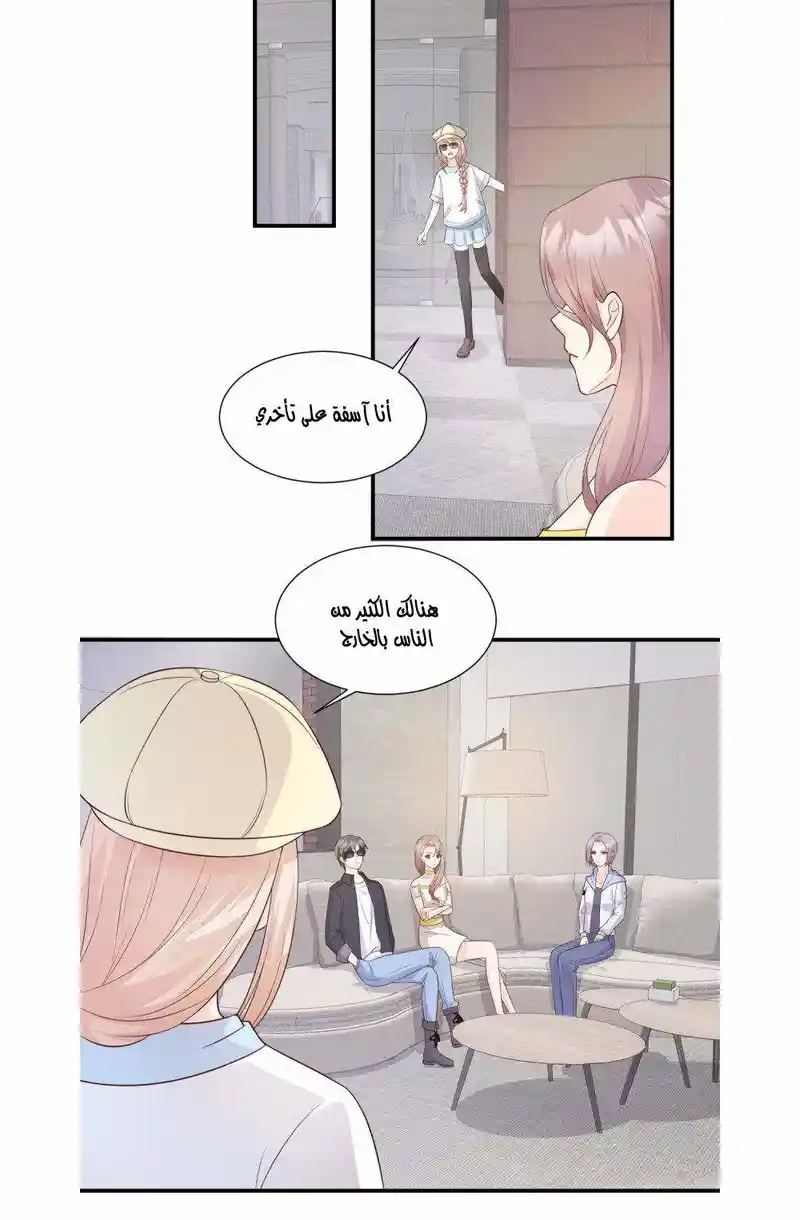 أنا آسفة على تأخري
هنالك الكثير من
الناس بالخارج